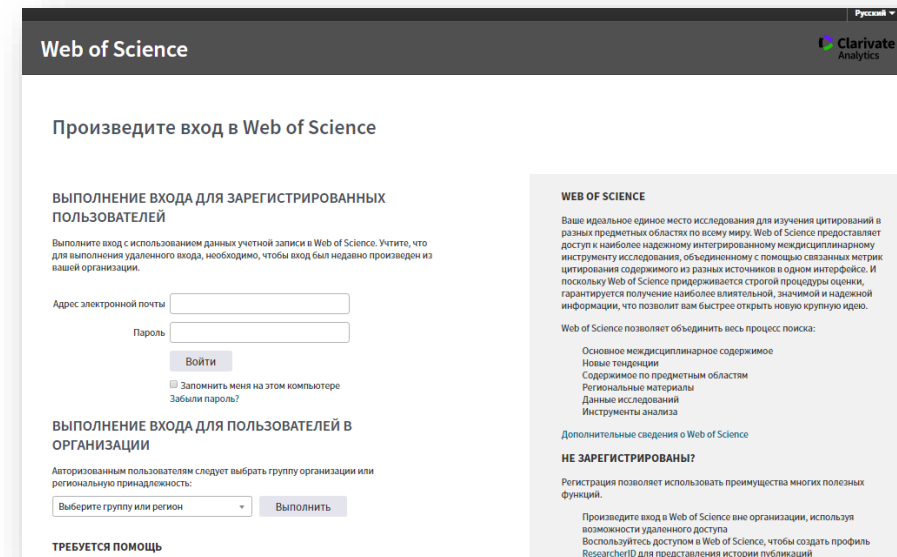 Русский
Web of Science
Clarivate
Analytics
Произведите вход в Web of Science
ВЫПОЛНЕНИЕ ВХОДА ДЛЯ ЗАРЕГИСТРИРОВАННЫХ
ПОЛЬЗОВАТЕЛЕЙ
Выполните вход с использованием данных учетной записи в Web of Science. Учтите, что
для выполнения удаленного входа, необходимо, чтобы вход был недавно произведен из
вашей организации.
Адрес электронной почты
Пароль
Войти
Запомнить меня на этом компьютере
Забыли пароль?
ВЫПОЛНЕНИЕ ВХОДА ДЛЯ ПОЛЬЗОВАТЕЛЕЙ В
ОРГАНИЗАЦИИ
Авторизованным пользователям следует выбрать группу организации или
региональную принадлежность:
Выберите группу или регион
Выполнить
ТРЕБУЕТСЯ ПОМОЩЬ
WEB OF SCIENCE
Ваше идеальное единое место исследования для изучения цитирований в
разных предметных областях по всему миру. Web of Science предоставляет
доступ к наиболее надежному интегрированному междисциплинарному
инструменту исследования, объединенному с помощью связанных метрик
цитирования содержимого из разных источников в одном интерфейсе. И
поскольку Web of Science придерживается строгой процедуры оценки,
гарантируется получение наиболее влиятельной, значимой и надежной
информации, что позволит вам быстрее открыть новую крупную идею.
Web of Science позволяет объединить весь процесс поиска:
Основное междисциплинарное содержимое
Новые тенденции
Содержимое по предметным областям
Региональные материалы
Данные исследований
Инструменты анализа
Дополнительные сведения о Web of Science
НЕ ЗАРЕГИСТРИРОВАНЫ?
Регистрация позволяет использовать преимущества многих полезных
функций.
Произведите вход в Web of Science вне организации, используя
возможности удаленного доступа
Воспользуйтесь доступом в Web of Science, чтобы создать профиль
ResearcherID для представления истории публикаций